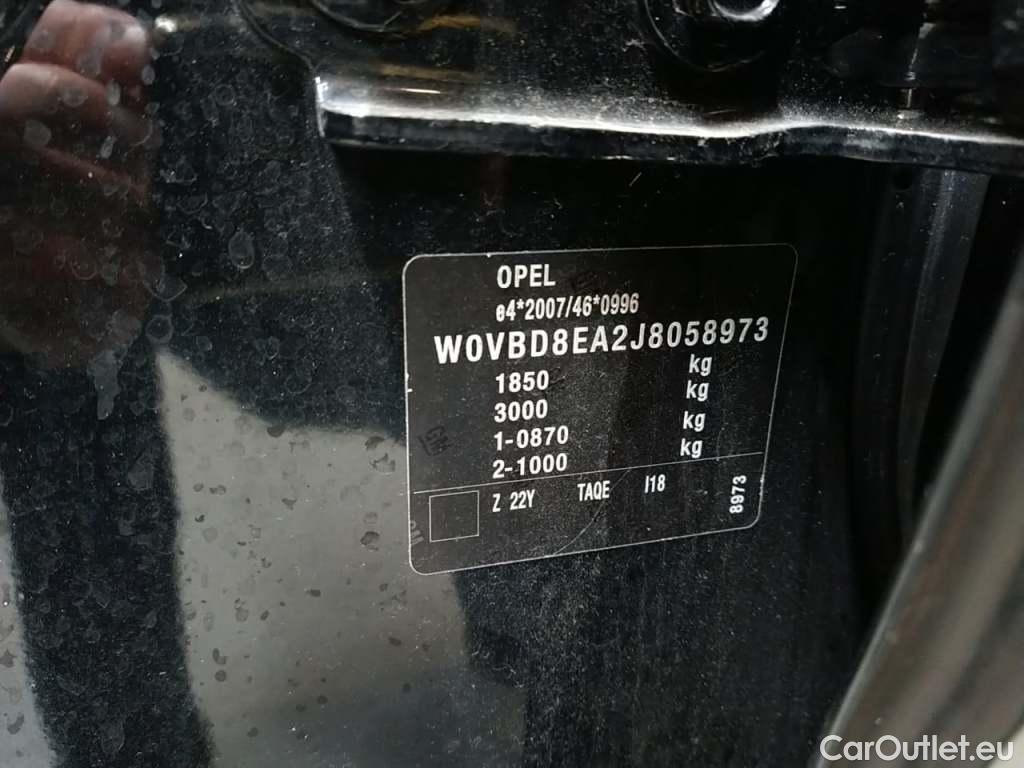 OPEL
e4*2007/46*0996
W0VBD8EA2J8058973
1850 kg
3000 kg
1-0870 kg
2-1000 kg
Z 22Y TAQE I18 8973
GM
CarOutlet.eu